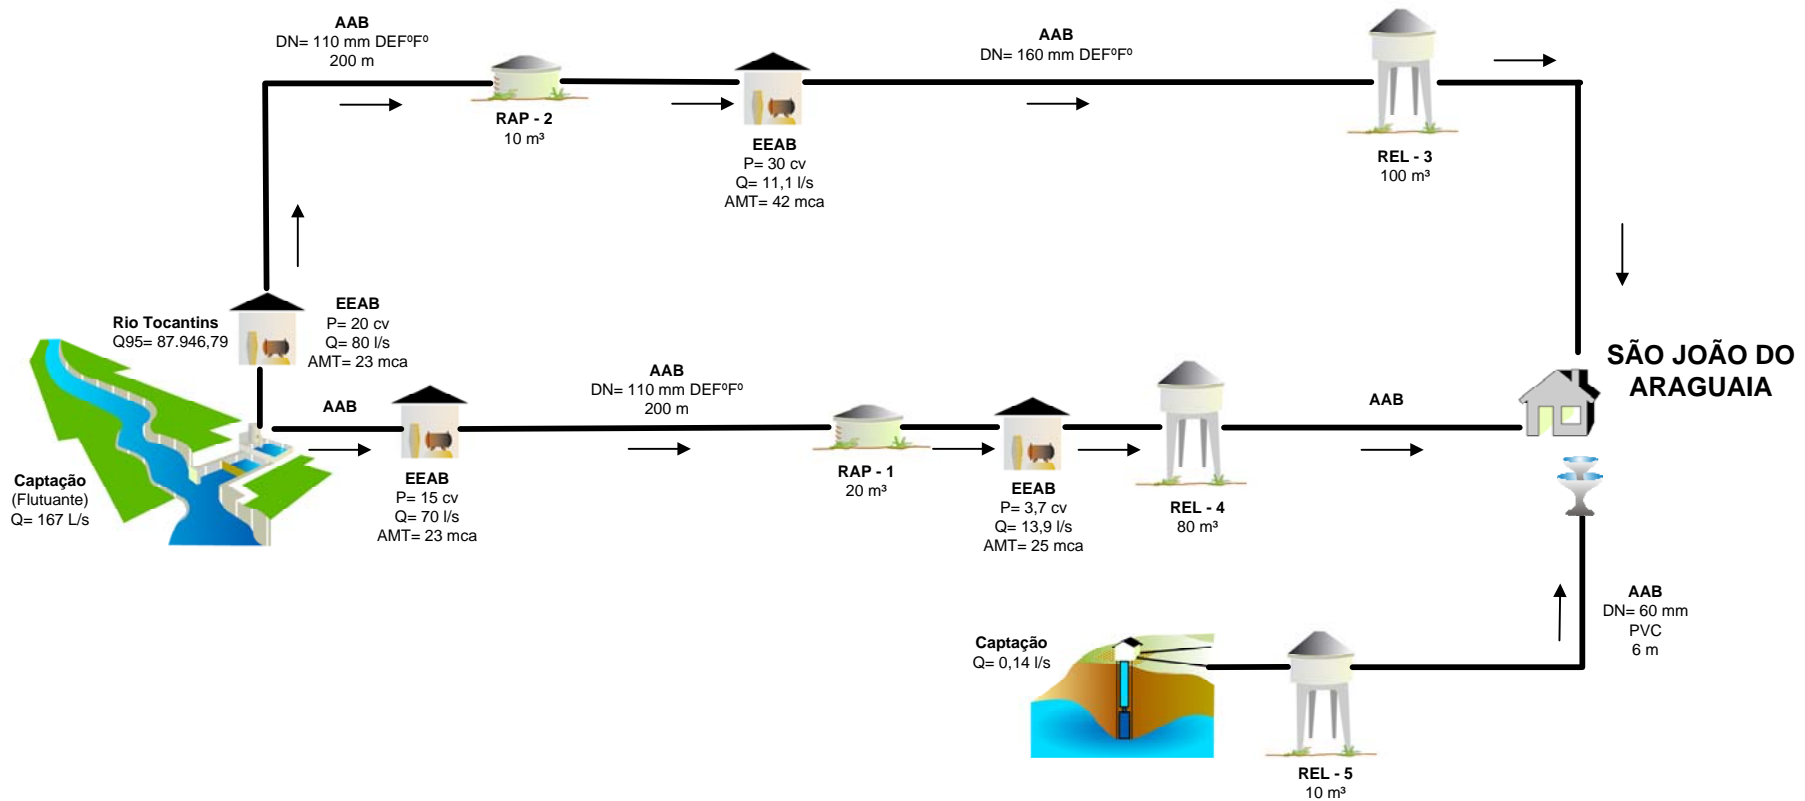 AAB
DN= 110 mm DEFºFº
200 m
AAB
DN= 160 mm DEFºFº
RAP - 2
10 m³
EEAB
P= 30 cv
Q= 11,1 l/s
AMT= 42 mca
REL - 3
100 m³
Rio Tocantins
Q95= 87.946,79
EEAB
P= 20 cv
Q= 80 l/s
AMT= 23 mca
SÃO JOÃO DO
ARAGUAIA
AAB
AAB
DN= 110 mm DEFºFº
200 m
AAB
Captação
(Flutuante)
Q= 167 L/s
EEAB
P= 15 cv
Q= 70 l/s
AMT= 23 mca
RAP - 1
20 m³
EEAB
P= 3,7 cv
Q= 13,9 l/s
AMT= 25 mca
REL - 4
80 m³
AAB
DN= 60 mm
PVC
6 m
Captação
Q= 0,14 l/s
REL - 5
10 m³